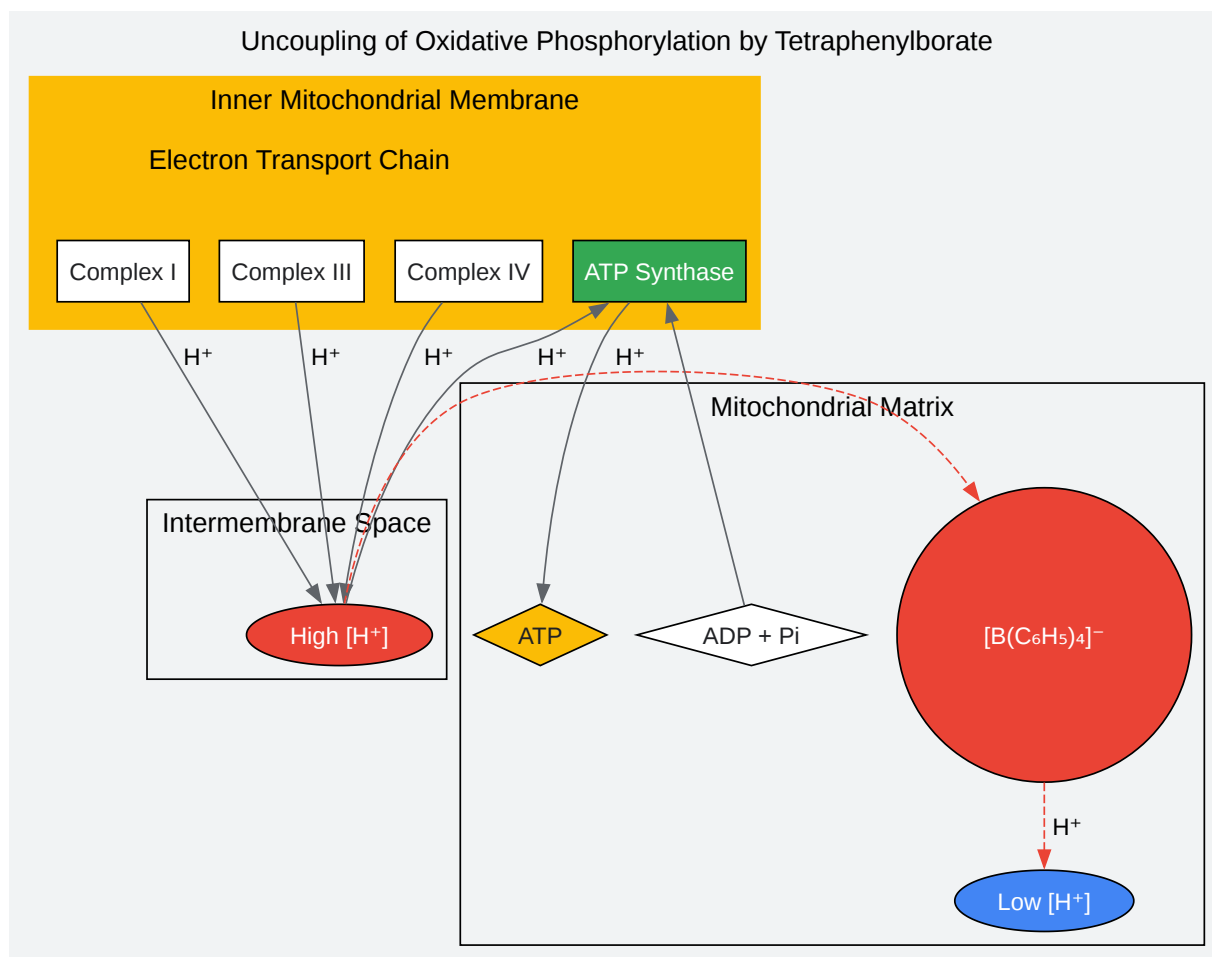 Uncoupling of Oxidative Phosphorylation by Tetraphenylborate
Inner Mitochondrial Membrane
Electron Transport Chain
Complex I
Complex III
Complex IV
ATP Synthase
H⁺
H⁺
H⁺
H⁺
H⁺
Mitochondrial Matrix
Intermembrane Space
High [H⁺]
ATP
ADP + Pi
[B(C₆H₅)₄]⁻
H⁺
Low [H⁺]